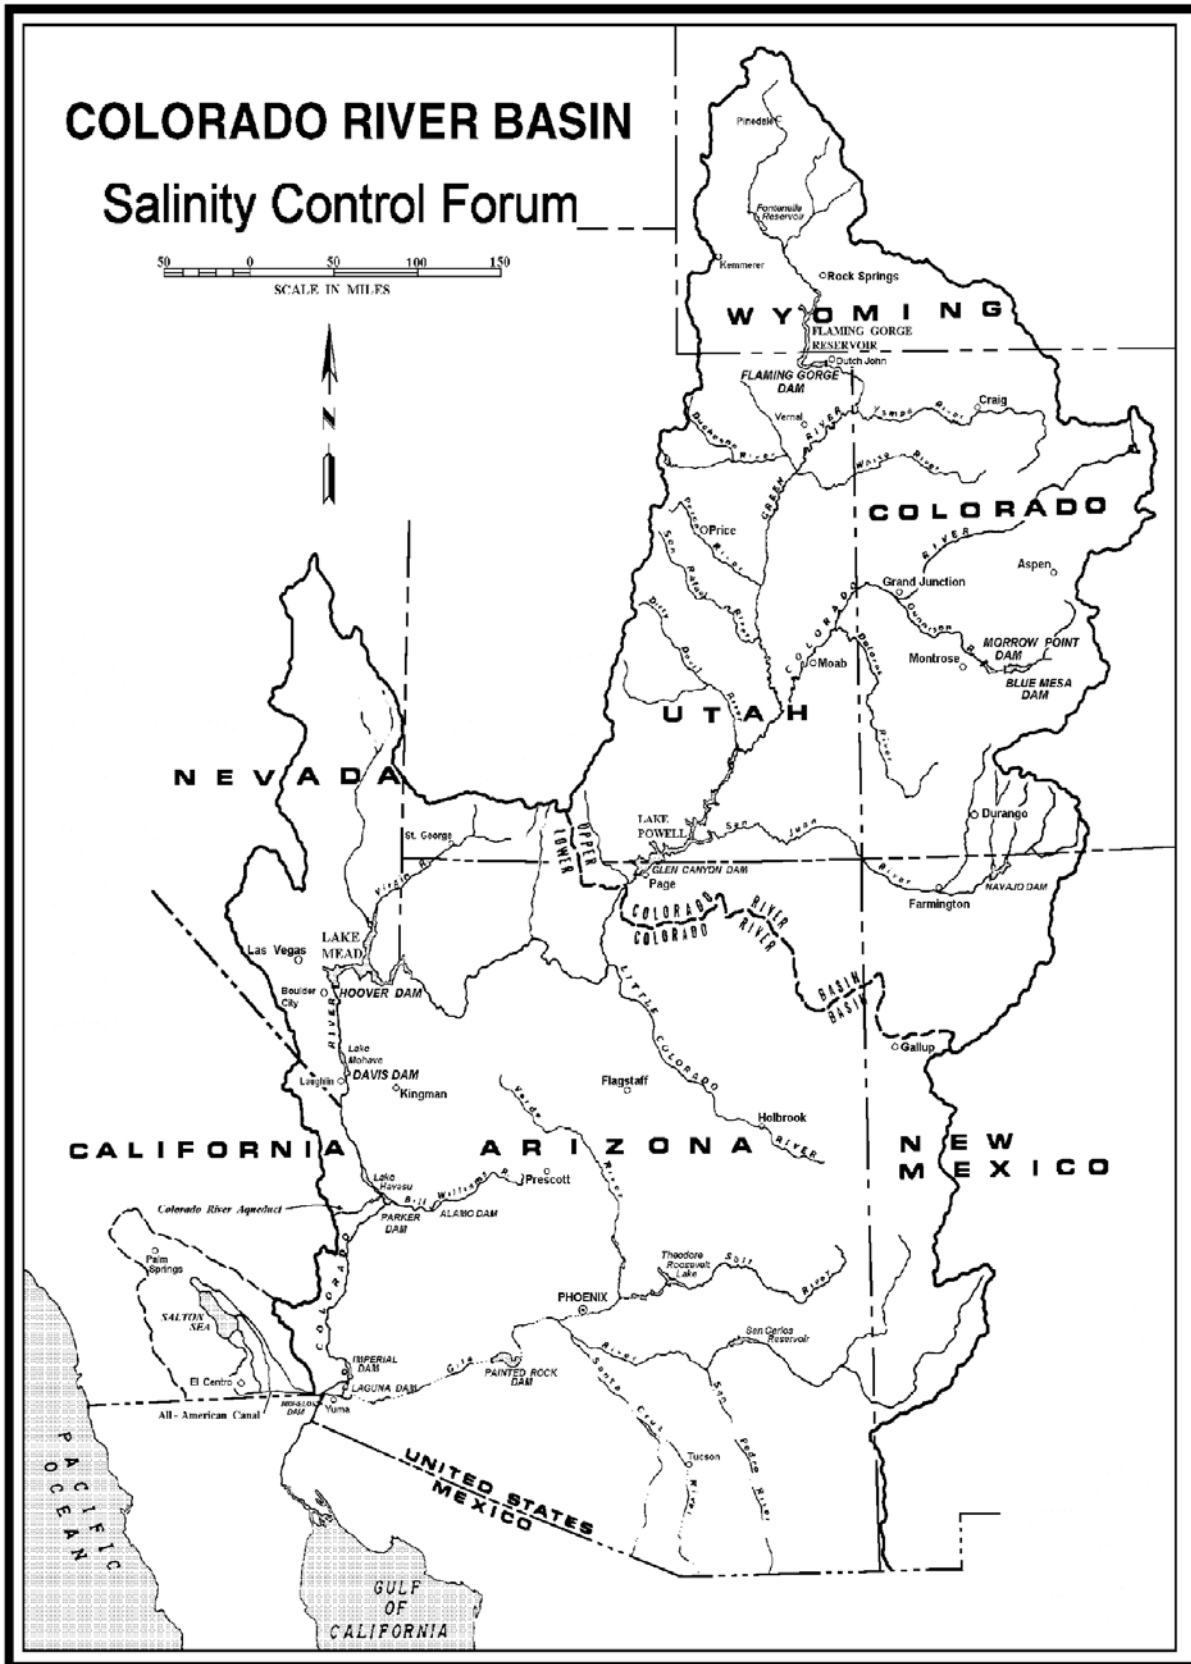 COLORADO RIVER BASIN
Salinity Control Forum
50 0 50 100 150
SCALE IN MILES
N
Pinedale
Fontenelle
Reservoir
Kemmerer
Rock Springs
WYOMING
FLAMING GORGE
RESERVOIR
Dutch John
FLAMING GORGE
DAM
Craig
Yampa River
Vernal
GREEN RIVER
Duchesne River
White River
COLORADO
Price
Price River
San Rafael River
Dirty Devil River
COLORADO RIVER
Aspen
Grand Junction
Gunnison R.
MORROW POINT
DAM
Montrose
BLUE MESA
DAM
Moab
Dolores River
UTAH
NEVADA
Durango
LAKE
POWELL
San Juan River
St. George
Virgin R.
UPPER
LOWER
GLEN CANYON DAM
Page
NAVAJO DAM
Farmington
COLORADO RIVER BASIN
COLORADO RIVER BASIN
Las Vegas
LAKE
MEAD
Boulder
City
HOOVER DAM
RIVER
LITTLE COLORADO RIVER
Gallup
Lake
Mohave
DAVIS DAM
Laughlin
Kingman
Flagstaff
Verde River
Holbrook
CALIFORNIA
ARIZONA
NEW
MEXICO
Lake
Havasu
Bill Williams R.
Prescott
Colorado River Aqueduct
PARKER
DAM
ALAMO DAM
Palm
Springs
COLORADO
Theodore
Roosevelt
Lake
Salt River
PHOENIX
SALTON
SEA
San Carlos
Reservoir
IMPERIAL
DAM
Gila River
PAINTED ROCK
DAM
El Centro
LAGUNA DAM
MORELOS
DAM
Yuma
All-American Canal
Santa Cruz River
San Pedro River
Tucson
UNITED STATES
MEXICO
PACIFIC
OCEAN
GULF
OF
CALIFORNIA